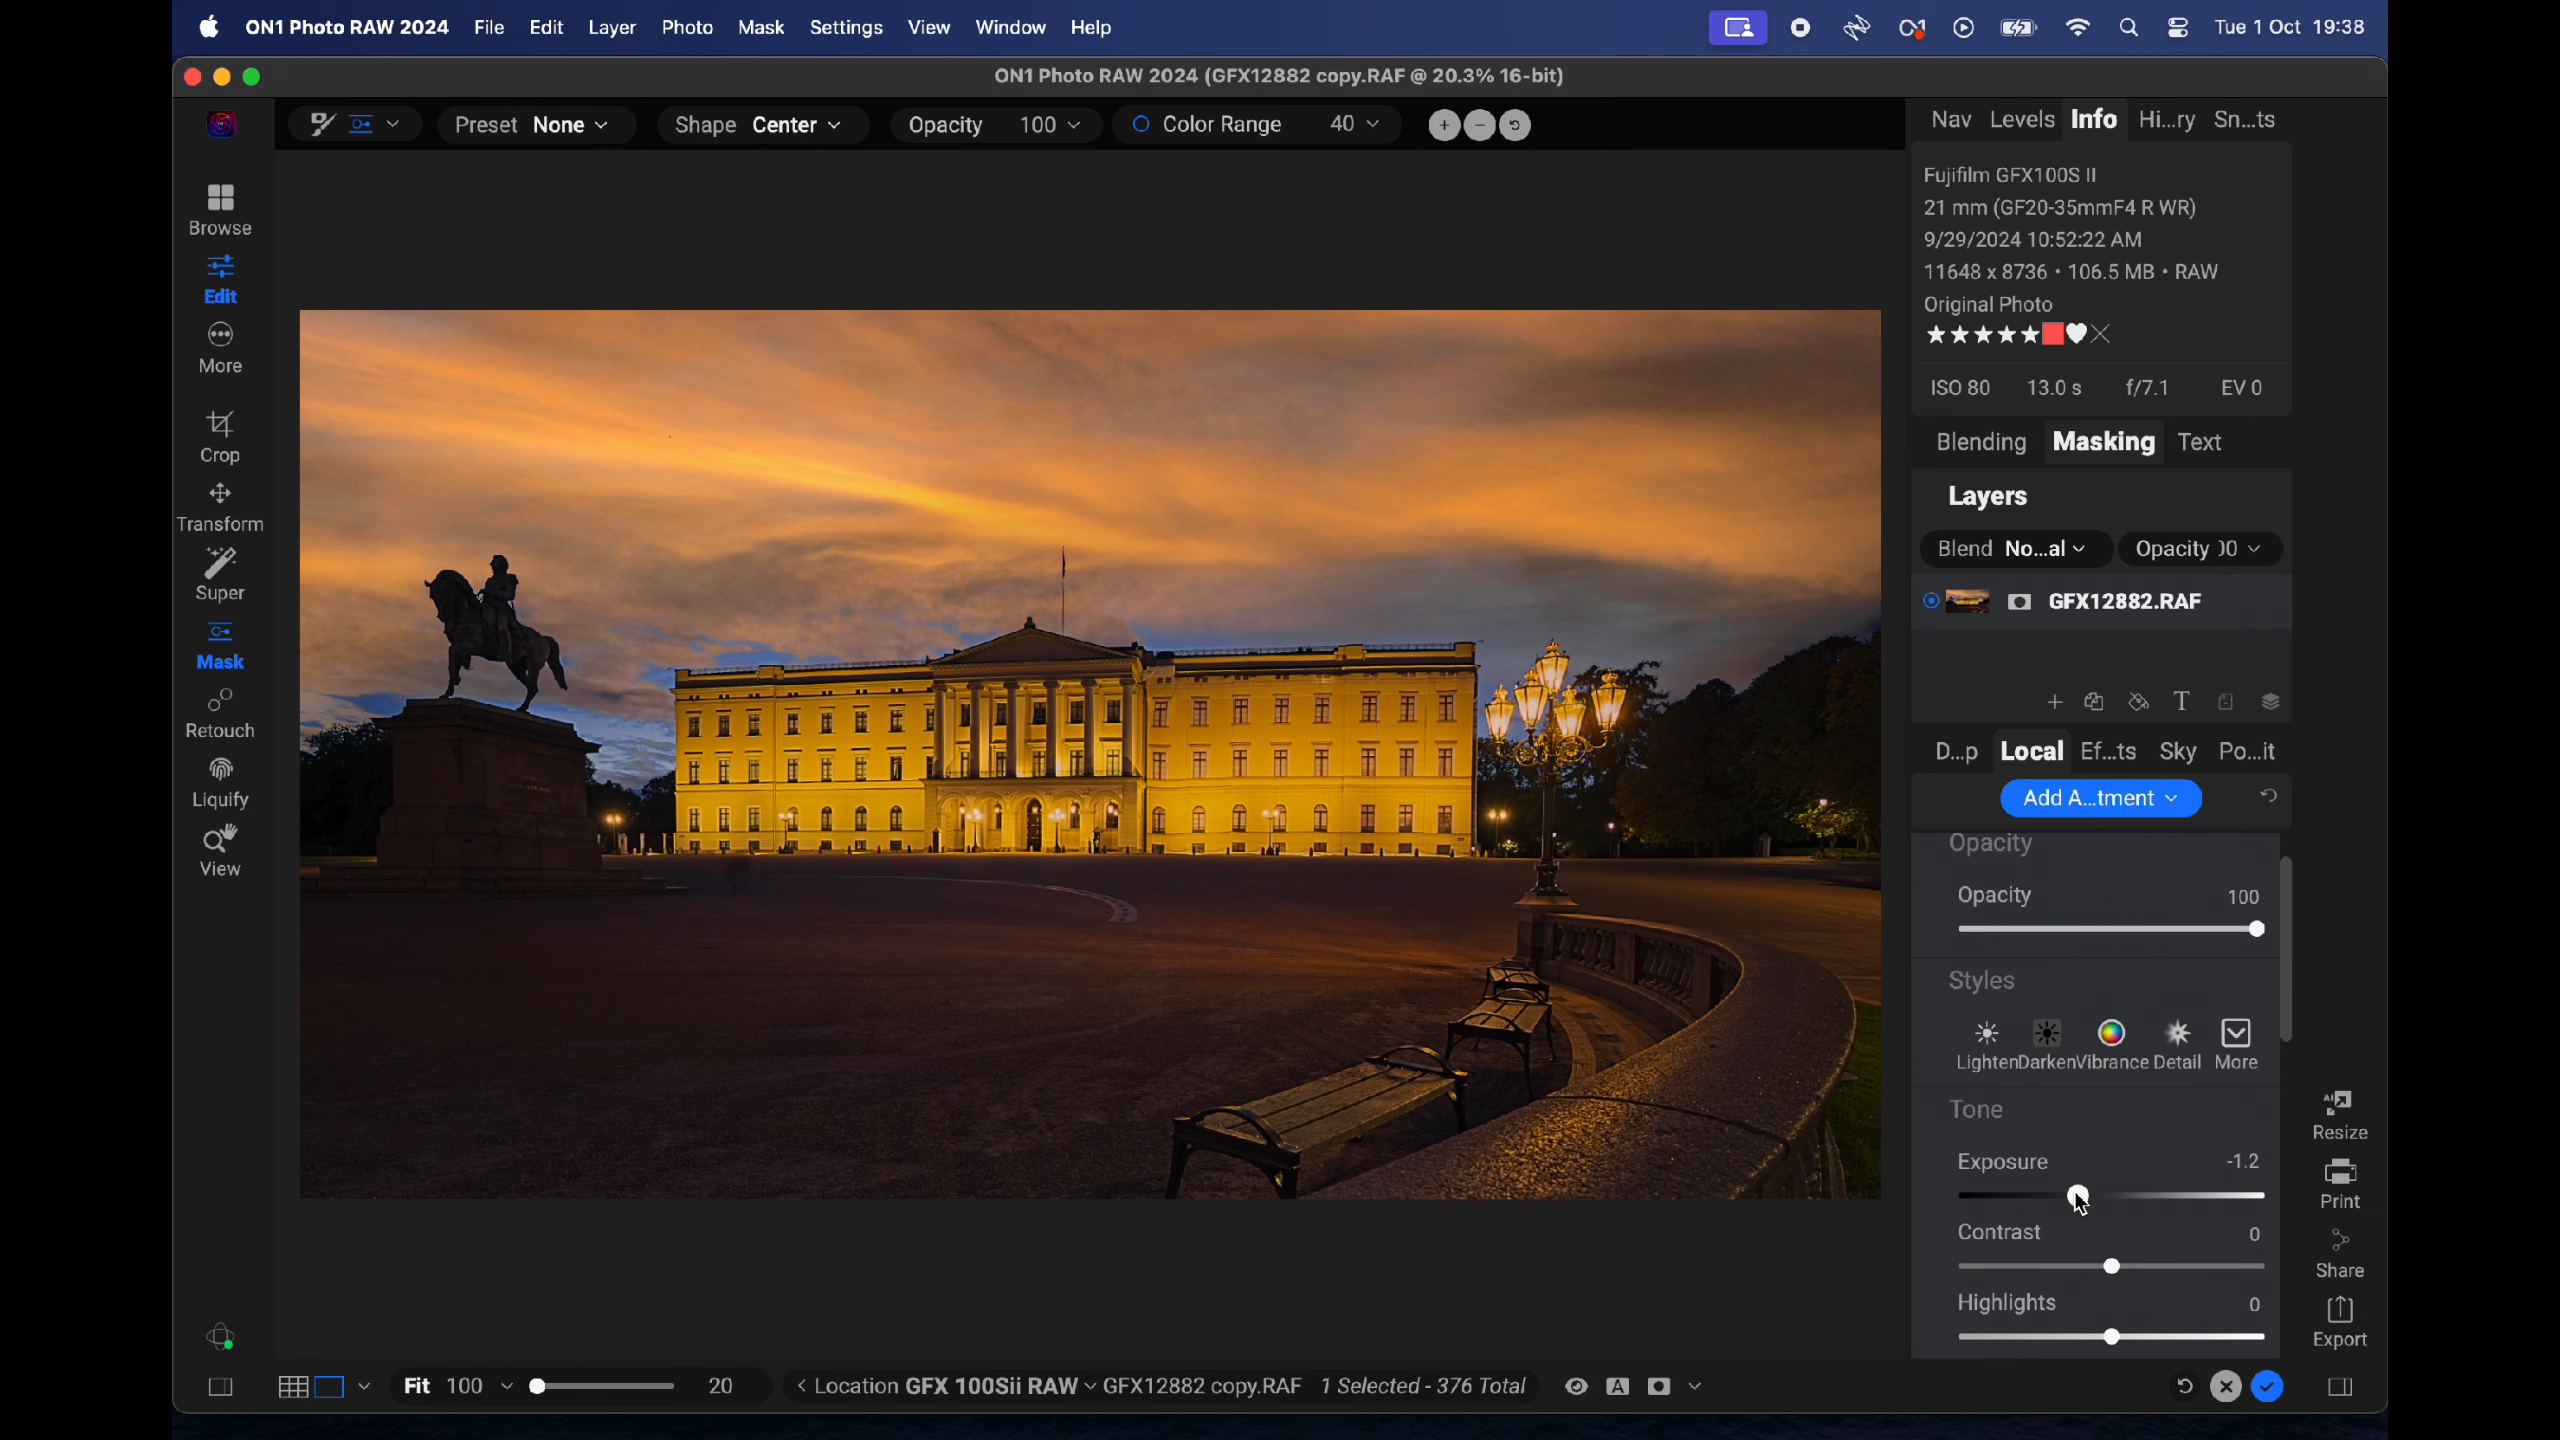 ON1 Photo RAW 2024 File Edit Layer Photo Mask Settings View Window Help Tue 1 Oct 19:38
ON1 Photo RAW 2024 (GFX12882 copy.RAF @ 20.3% 16-bit)
Preset None Shape Center Opacity 100 Color Range 40
Nav Levels Info Hi...ry Sn...ts
Fujifilm GFX100S II
21 mm (GF20-35mmF4 R WR)
9/29/2024 10:52:22 AM
11648 x 8736 • 106.5 MB • RAW
Original Photo
ISO 80 13.0 s f/7.1 EV 0
Blending Masking Text
Layers
Blend No...al Opacity 00
GFX12882.RAF
D...p Local Ef...ts Sky Po...it
Add A...tment
Opacity
Opacity 100
Styles
Lighten Darken Vibrance Detail More
Tone
Exposure -1.2
Contrast 0
Highlights 0
Browse
Edit
More
Crop
Transform
Super
Mask
Retouch
Liquify
View
AI
Resize
Print
Share
Export
Fit 100 20 < Location GFX 100Sii RAW GFX12882 copy.RAF 1 Selected - 376 Total A